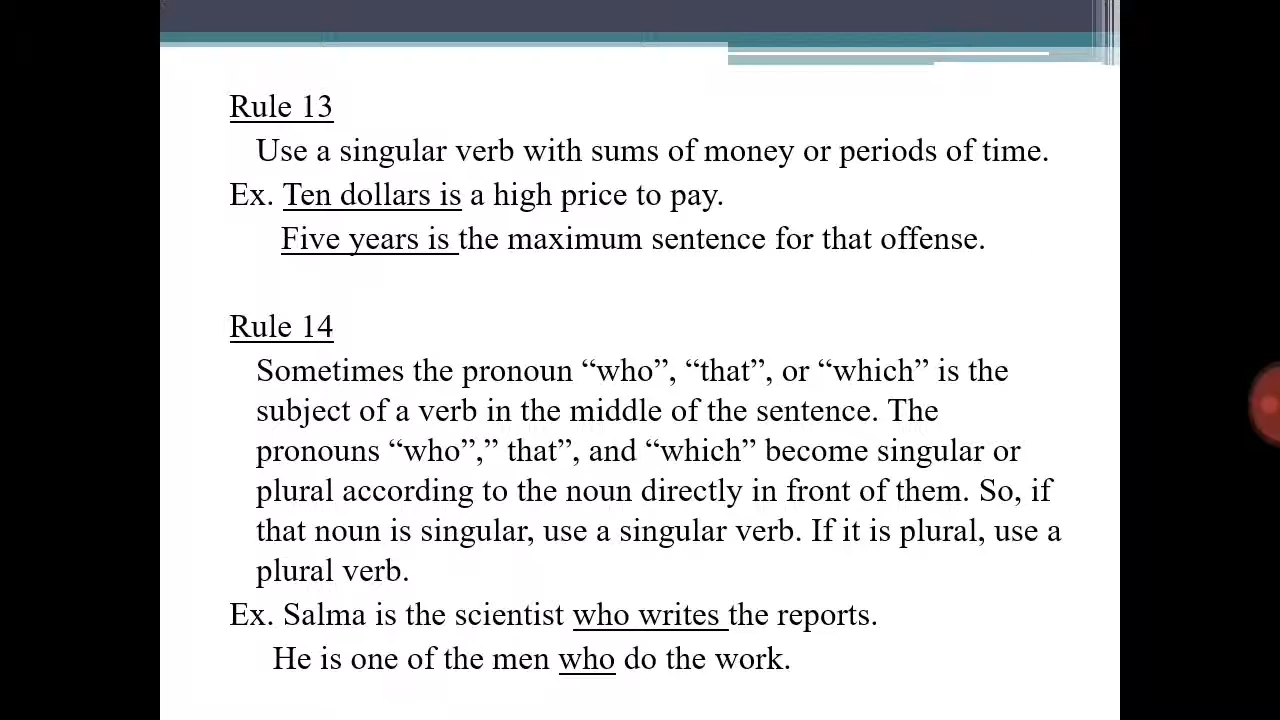 Rule 13
Use a singular verb with sums of money or periods of time.
Ex. Ten dollars is a high price to pay.
Five years is the maximum sentence for that offense.
Rule 14
Sometimes the pronoun “who”, “that”, or “which” is the
subject of a verb in the middle of the sentence. The
pronouns “who”,” that”, and “which” become singular or
plural according to the noun directly in front of them. So, if
that noun is singular, use a singular verb. If it is plural, use a
plural verb.
Ex. Salma is the scientist who writes the reports.
He is one of the men who do the work.